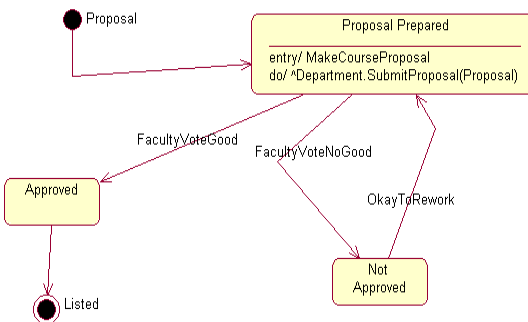 Proposal
Proposal Prepared
entry/ MakeCourseProposal
do/ ^Department.SubmitProposal(Proposal)
FacultyVoteGood
FacultyVoteNoGood
Approved
OkayToRework
Not
Approved
Listed